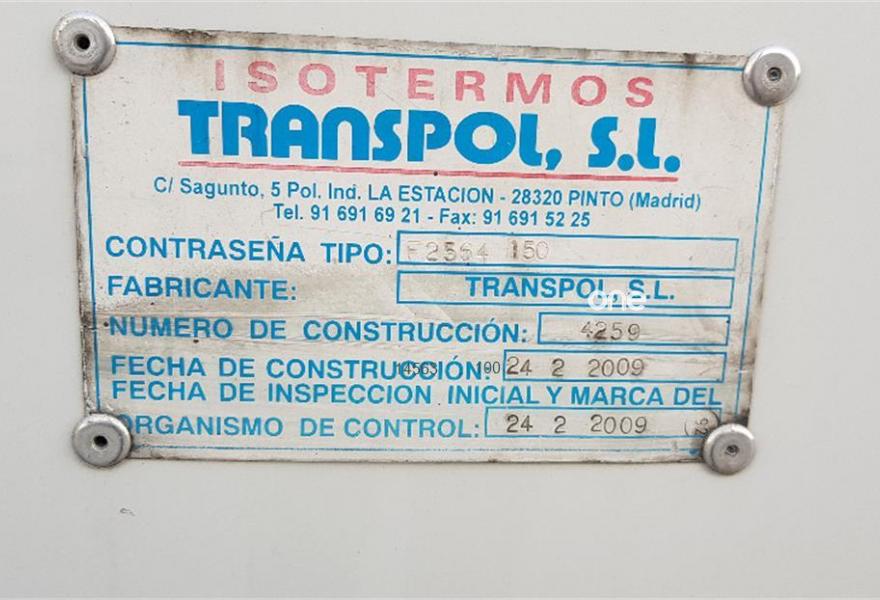 ISOTERMOS
TRANSPOL, S.L.
C/ Sagunto, 5 Pol. Ind. LA ESTACION - 28320 PINTO (Madrid)
Tel. 91 691 69 21 - Fax: 91 691 52 25
CONTRASEÑA TIPO: 150
FABRICANTE: TRANSPOL, S.L.
one
NUMERO DE CONSTRUCCIÓN: 4259
FECHA DE CONSTRUCCIÓN: 24 2 2009
FECHA DE INSPECCION INICIAL Y MARCA DEL
ORGANISMO DE CONTROL: 24 2 2009